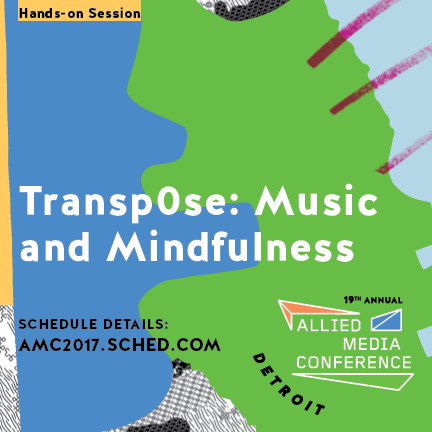 Hands-on Session
Transp0se: Music
and Mindfulness
SCHEDULE DETAILS:
AMC2017.SCHED.COM
19TH ANNUAL
ALLIED
MEDIA
CONFERENCE
DETROIT